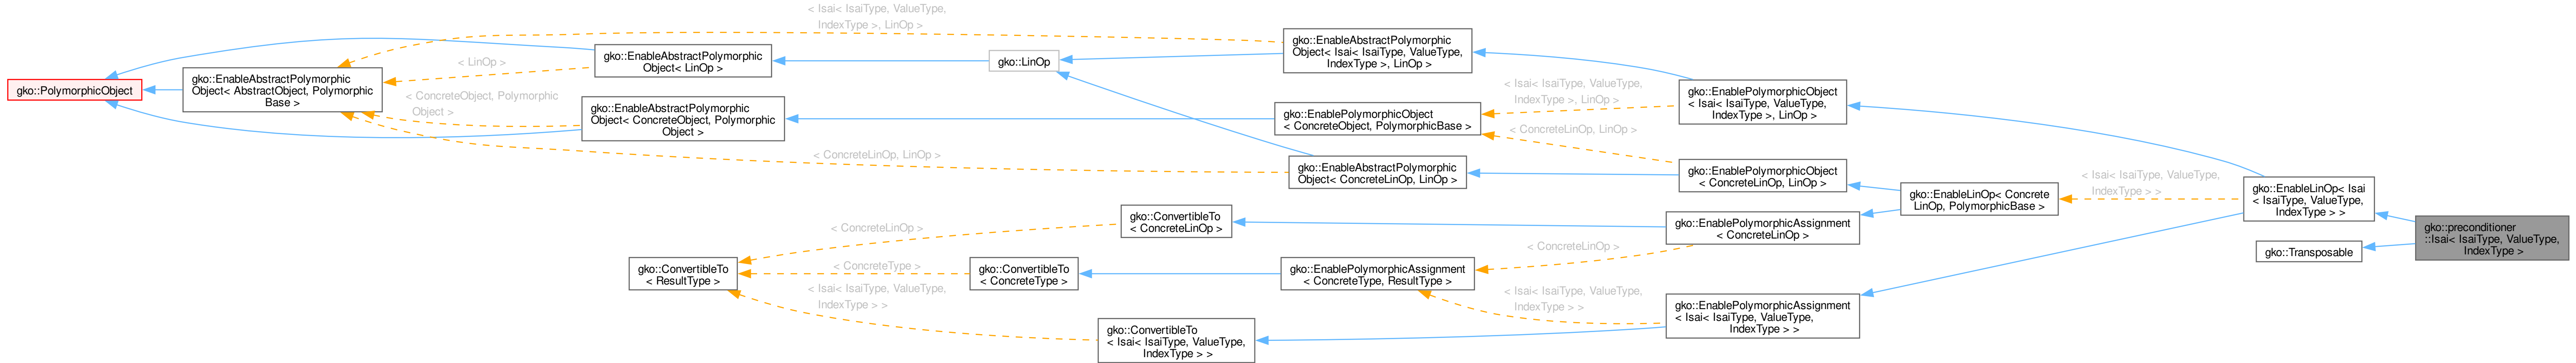 gko::PolymorphicObject
gko::EnableAbstractPolymorphic
Object< AbstractObject, Polymorphic
Base >
< Isai< IsaiType, ValueType,
IndexType >, LinOp >
< LinOp >
< ConcreteObject, Polymorphic
Object >
< ConcreteLinOp, LinOp >
gko::EnableAbstractPolymorphic
Object< LinOp >
gko::EnableAbstractPolymorphic
Object< ConcreteObject, Polymorphic
Object >
gko::ConvertibleTo
< ResultType >
< ConcreteLinOp >
< ConcreteType >
< Isai< IsaiType, ValueType,
IndexType > >
gko::LinOp
gko::ConvertibleTo
< ConcreteLinOp >
gko::ConvertibleTo
< ConcreteType >
gko::ConvertibleTo
< Isai< IsaiType, ValueType,
IndexType > >
gko::EnableAbstractPolymorphic
Object< Isai< IsaiType, ValueType,
IndexType >, LinOp >
gko::EnablePolymorphicObject
< ConcreteObject, PolymorphicBase >
gko::EnableAbstractPolymorphic
Object< ConcreteLinOp, LinOp >
gko::EnablePolymorphicAssignment
< ConcreteType, ResultType >
< Isai< IsaiType, ValueType,
IndexType >, LinOp >
< ConcreteLinOp, LinOp >
< ConcreteLinOp >
< Isai< IsaiType, ValueType,
IndexType > >
gko::EnablePolymorphicObject
< Isai< IsaiType, ValueType,
IndexType >, LinOp >
gko::EnablePolymorphicObject
< ConcreteLinOp, LinOp >
gko::EnablePolymorphicAssignment
< ConcreteLinOp >
gko::EnablePolymorphicAssignment
< Isai< IsaiType, ValueType,
IndexType > >
gko::EnableLinOp< Concrete
LinOp, PolymorphicBase >
< Isai< IsaiType, ValueType,
IndexType > >
gko::EnableLinOp< Isai
< IsaiType, ValueType,
IndexType > >
gko::Transposable
gko::preconditioner
::Isai< IsaiType, ValueType,
IndexType >